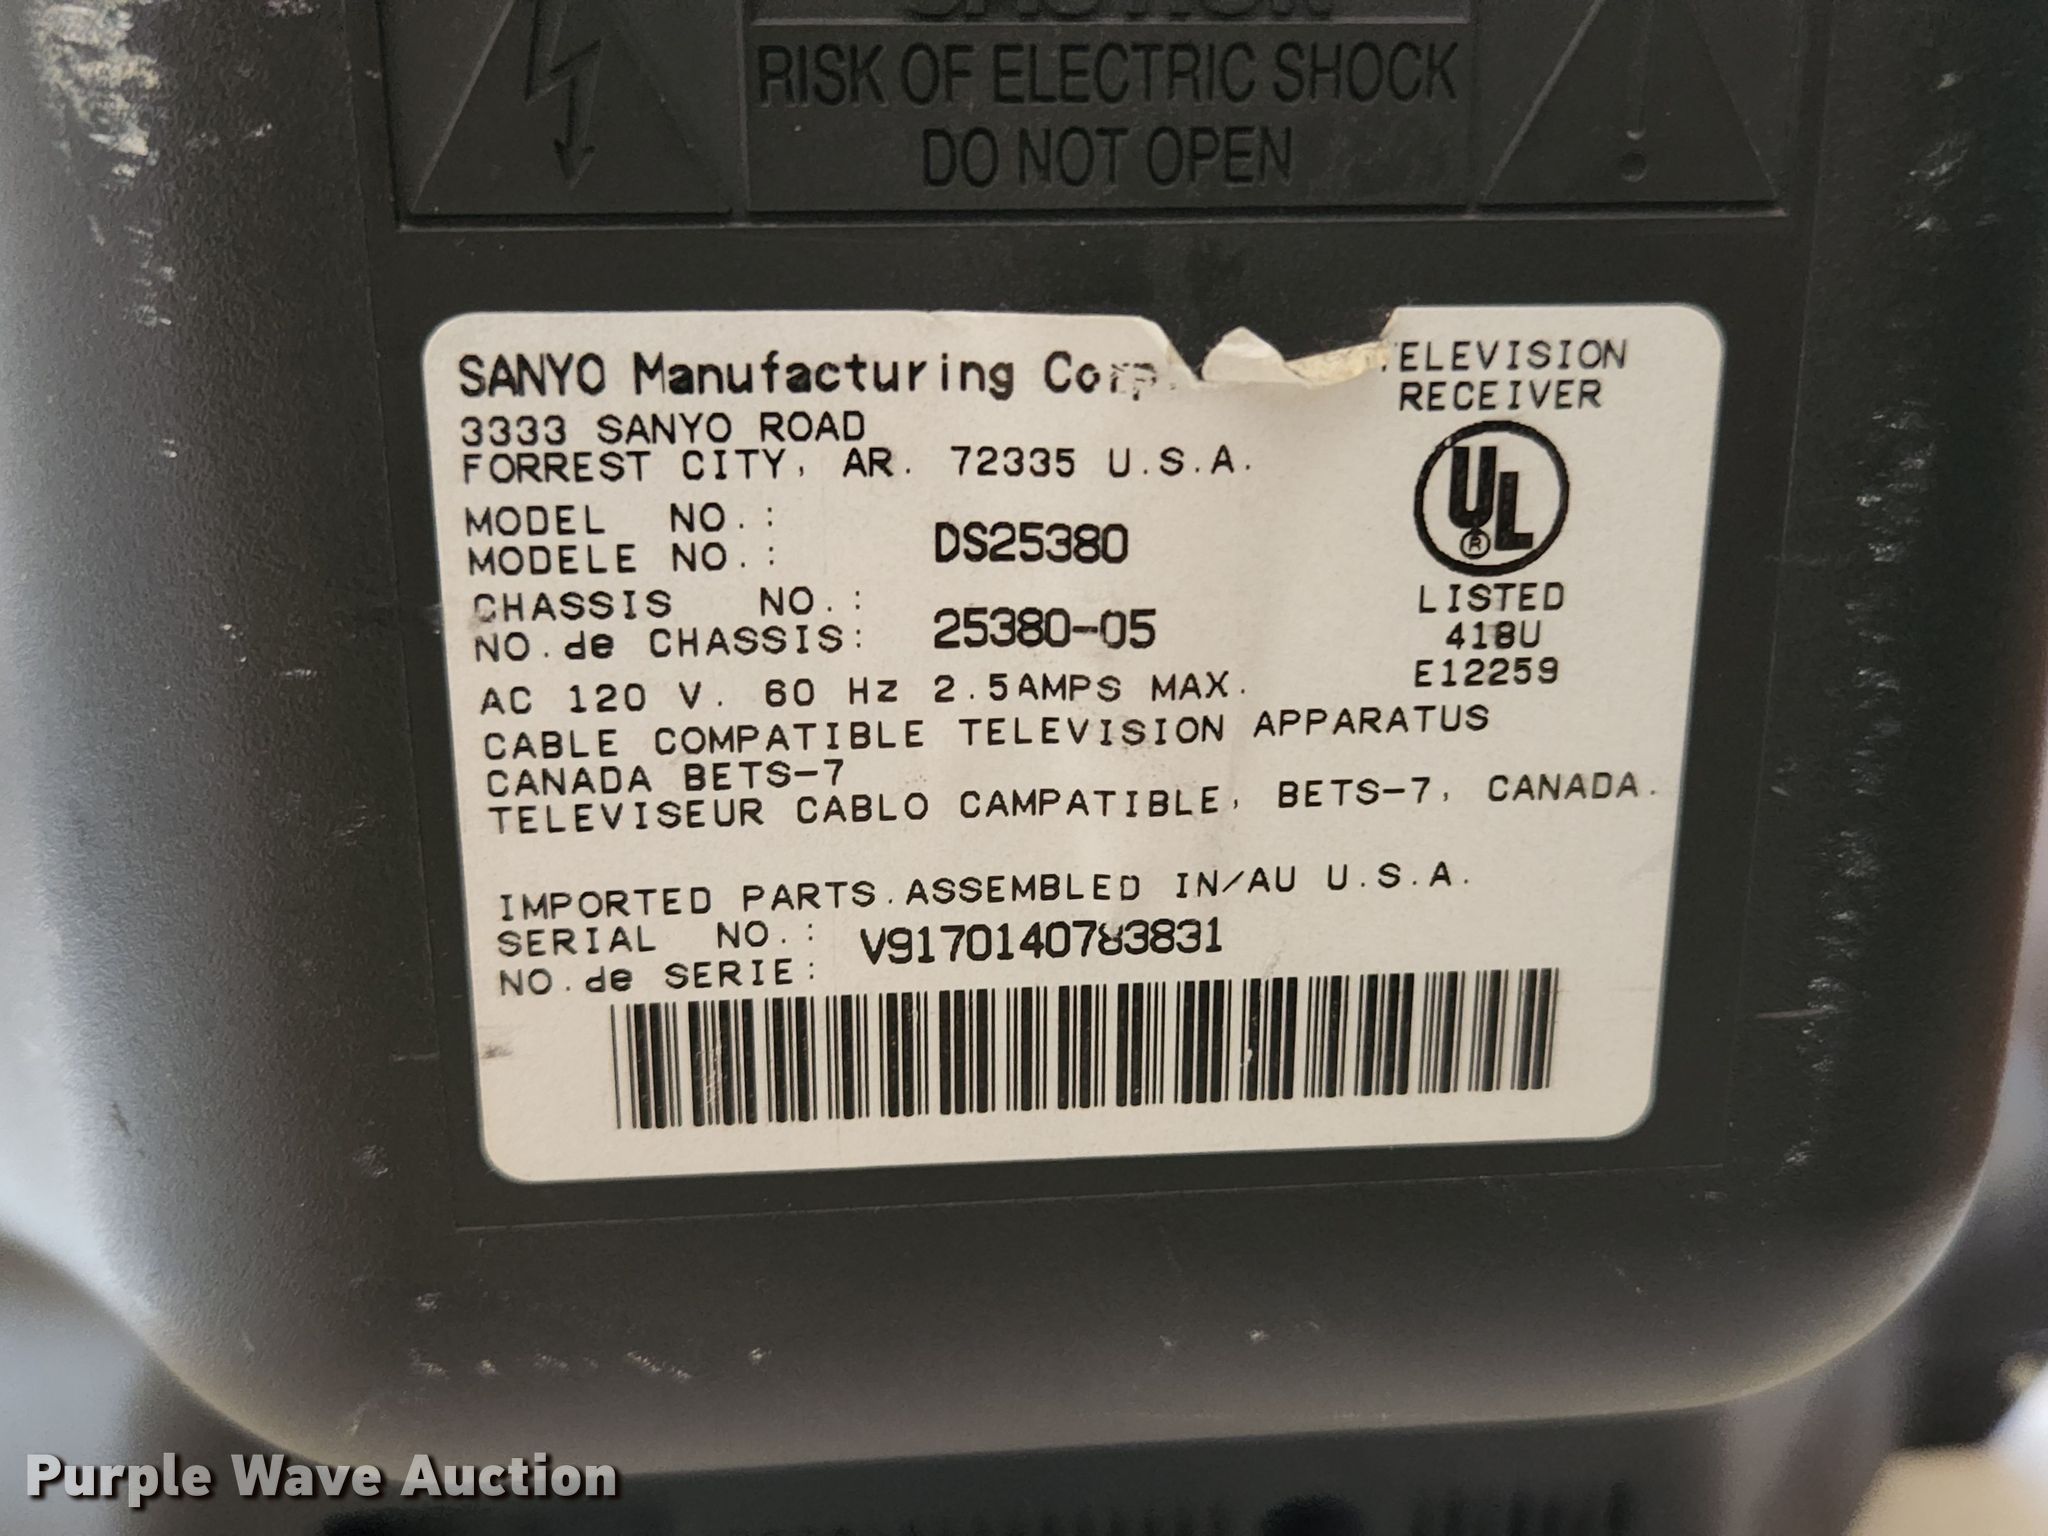 CAUTION
RISK OF ELECTRIC SHOCK
DO NOT OPEN
SANYO Manufacturing Corp.
TELEVISION
RECEIVER
3333 SANYO ROAD
FORREST CITY, AR. 72335 U.S.A.
UL
®
LISTED
418U
E12259
MODEL NO.:
MODELE NO.:
DS25380
CHASSIS NO.:
NO.de CHASSIS:
25380-05
AC 120 V. 60 Hz 2.5AMPS MAX.
CABLE COMPATIBLE TELEVISION APPARATUS
CANADA BETS-7
TELEVISEUR CABLO CAMPATIBLE, BETS-7, CANADA.
IMPORTED PARTS.ASSEMBLED IN/AU U.S.A.
SERIAL NO.:
NO.de SERIE:
V9170140783831
Purple Wave Auction